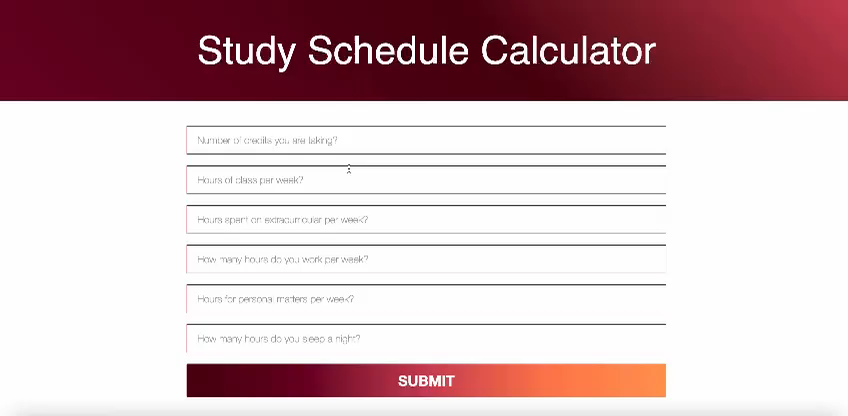 Study Schedule Calculator
Number of credits you are taking?
Hours of class per week?
Hours spent on extracurricular per week?
How many hours do you work per week?
Hours for personal matters per week?
How many hours do you sleep a night?
SUBMIT